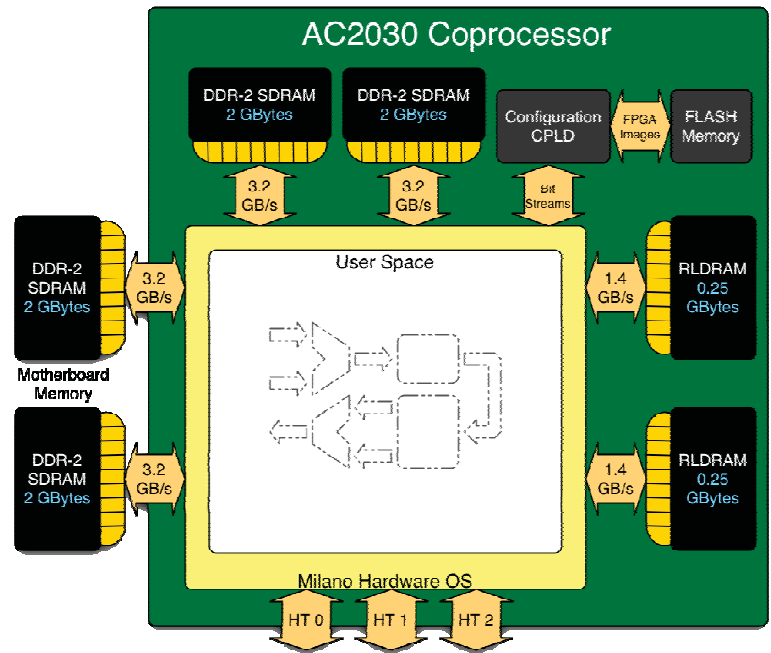 AC2030 Coprocessor
DDR-2 SDRAM
2 GBytes
DDR-2 SDRAM
2 GBytes
Configuration
CPLD
FPGA
Images
FLASH
Memory
3.2
GB/s
3.2
GB/s
Bit
Streams
DDR-2
SDRAM
2 GBytes
3.2
GB/s
User Space
1.4
GB/s
RLDRAM
0.25
GBytes
Motherboard
Memory
DDR-2
SDRAM
2 GBytes
3.2
GB/s
1.4
GB/s
RLDRAM
0.25
GBytes
Milano Hardware OS
HT 0
HT 1
HT 2